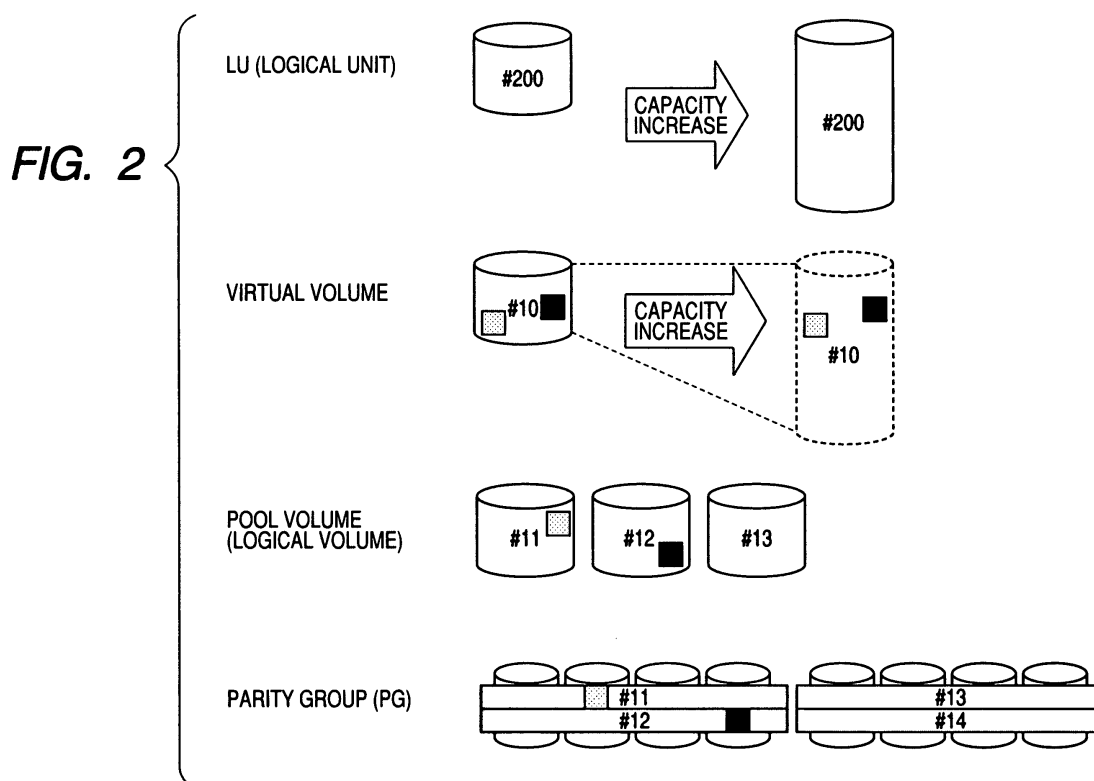 FIG. 2
LU (LOGICAL UNIT)
#200
CAPACITY
INCREASE
#200
VIRTUAL VOLUME
#10
CAPACITY
INCREASE
#10
POOL VOLUME
(LOGICAL VOLUME)
#11
#12
#13
PARITY GROUP (PG)
#11
#13
#12
#14